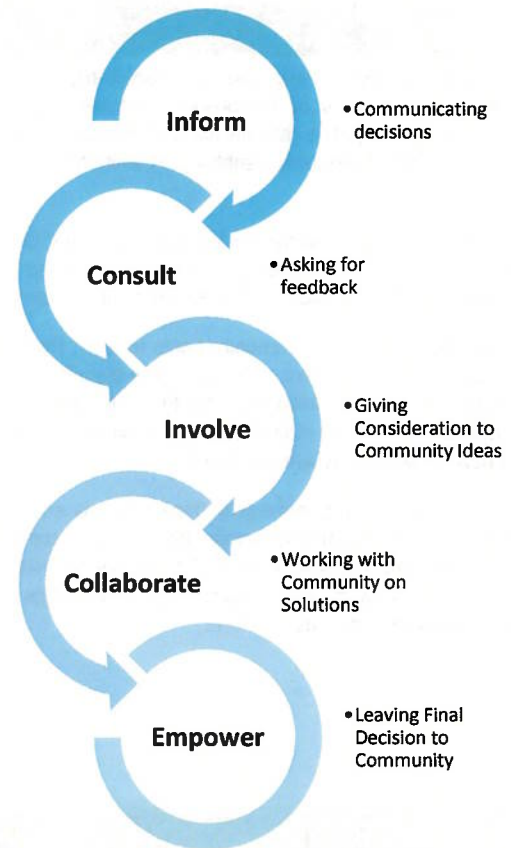 Inform
• Communicating
decisions
Consult
• Asking for
feedback
Involve
• Giving
Consideration to
Community Ideas
Collaborate
• Working with
Community on
Solutions
Empower
• Leaving Final
Decision to
Community